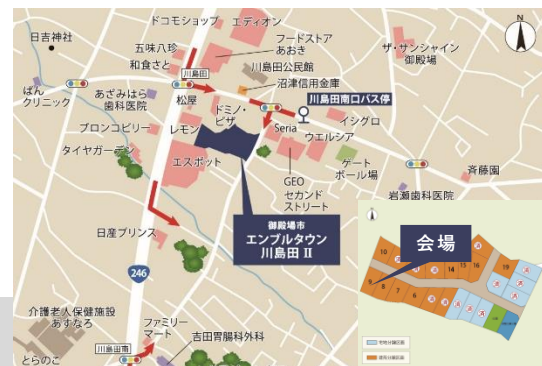 ドコモショップ
エディオン
日吉神社
五味八珍
フードストア
あおき
和食さと
川島田
川島田公民館
ザ・サンシャイン
御殿場
沼津信用金庫
ばん
クリニック
あざみはら
歯科医院
松屋
ドミノ・
ピザ
川島田南口バス停
ブロンコビリー
レモン
Seria
イシグロ
ウエルシア
タイヤガーデン
エスポット
GEO
セカンド
ストリート
ゲート
ボール場
斉藤園
岩瀬歯科医院
御殿場市
エンブルタウン
川島田 II
日産プリンス
246
介護老人保健施設
あすなろ
ファミリー
マート
川島田南
吉田胃腸科外科
とらのこ
N
会場
10
14
15
16
19
9
8
7
6